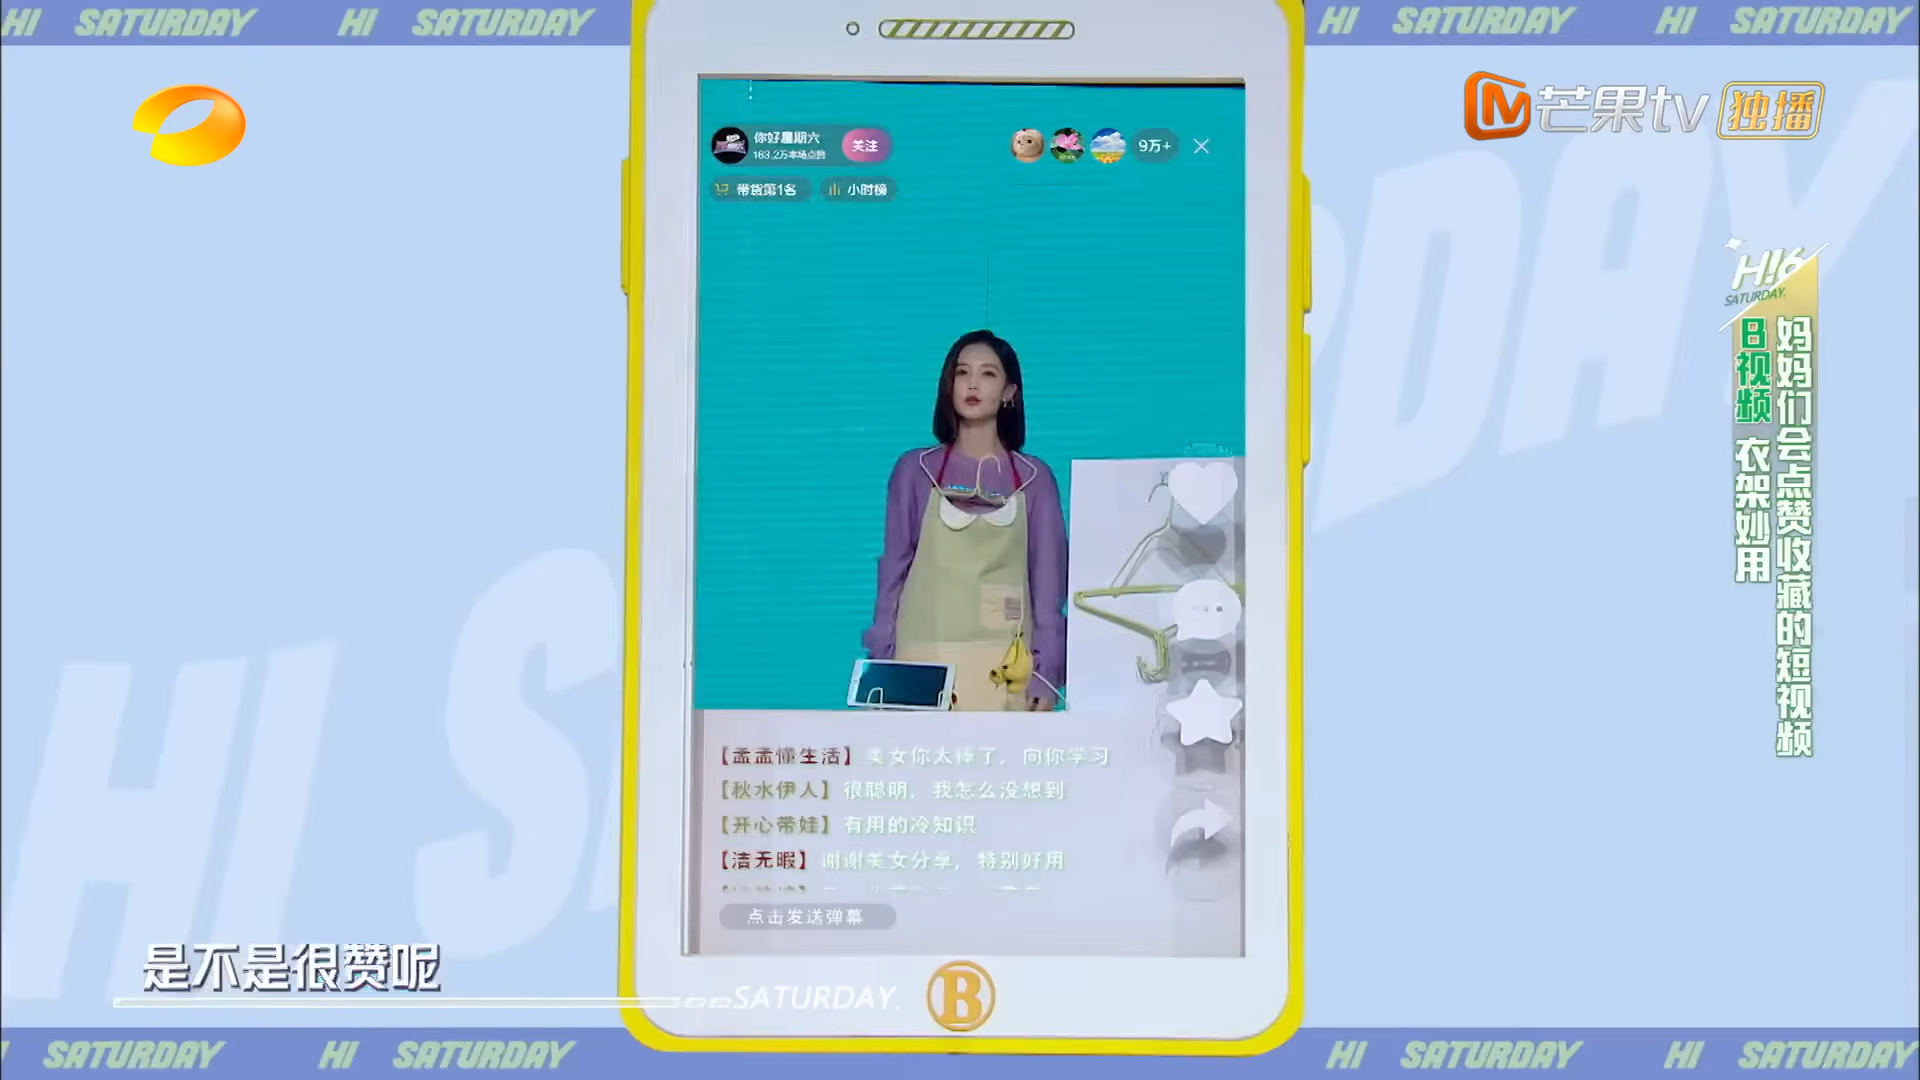 HI SATURDAY HI SATURDAY
HI SATURDAY HI SATURDAY
芒果tv 独播
你好星期六
163.2万本场点赞
关注
9万+
带货第1名
小时榜
H!6
SATURDAY.
妈妈们会点赞收藏的短视频
B视频 衣架妙用
HI SATURDAY
【孟孟懂生活】美女你太棒了，向你学习
【秋水伊人】很聪明，我怎么没想到
【开心带娃】有用的冷知识
【洁无暇】谢谢美女分享，特别好用
点击发送弹幕
是不是很赞呢
SATURDAY.
B
SATURDAY HI SATURDAY
HI SATURDAY HI SATURDAY